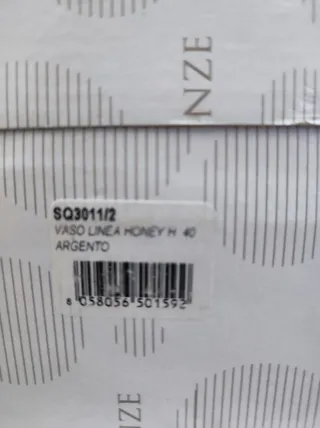 NZE
SQ3011/2
VASO LINEA HONEY H 40
ARGENTO
8 058056 501592
NZE